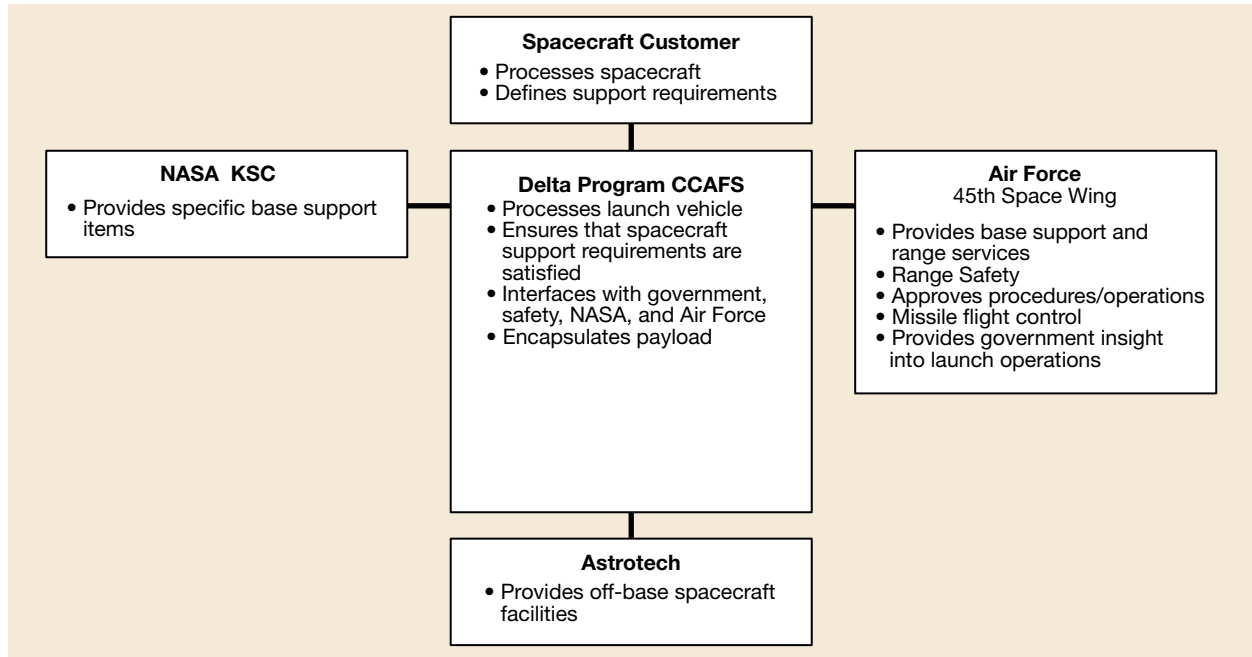 Spacecraft Customer
• Processes spacecraft
• Defines support requirements
NASA KSC
• Provides specific base support
items
Delta Program CCAFS
• Processes launch vehicle
• Ensures that spacecraft
support requirements are
satisfied
• Interfaces with government,
safety, NASA, and Air Force
• Encapsulates payload
Air Force
45th Space Wing
• Provides base support and
range services
• Range Safety
• Approves procedures/operations
• Missile flight control
• Provides government insight
into launch operations
Astrotech
• Provides off-base spacecraft
facilities